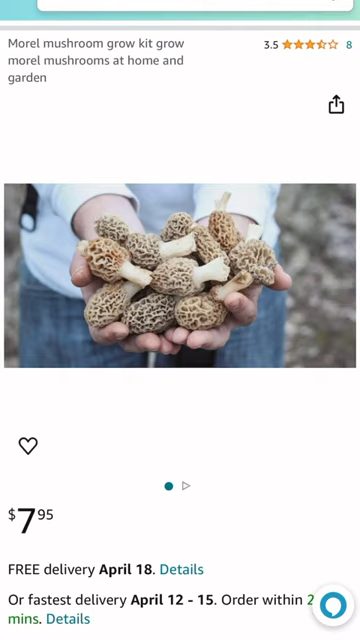 Morel mushroom grow kit grow
morel mushrooms at home and
garden
3.5 8
$7.95
FREE delivery April 18. Details
Or fastest delivery April 12 - 15. Order within 2
mins. Details